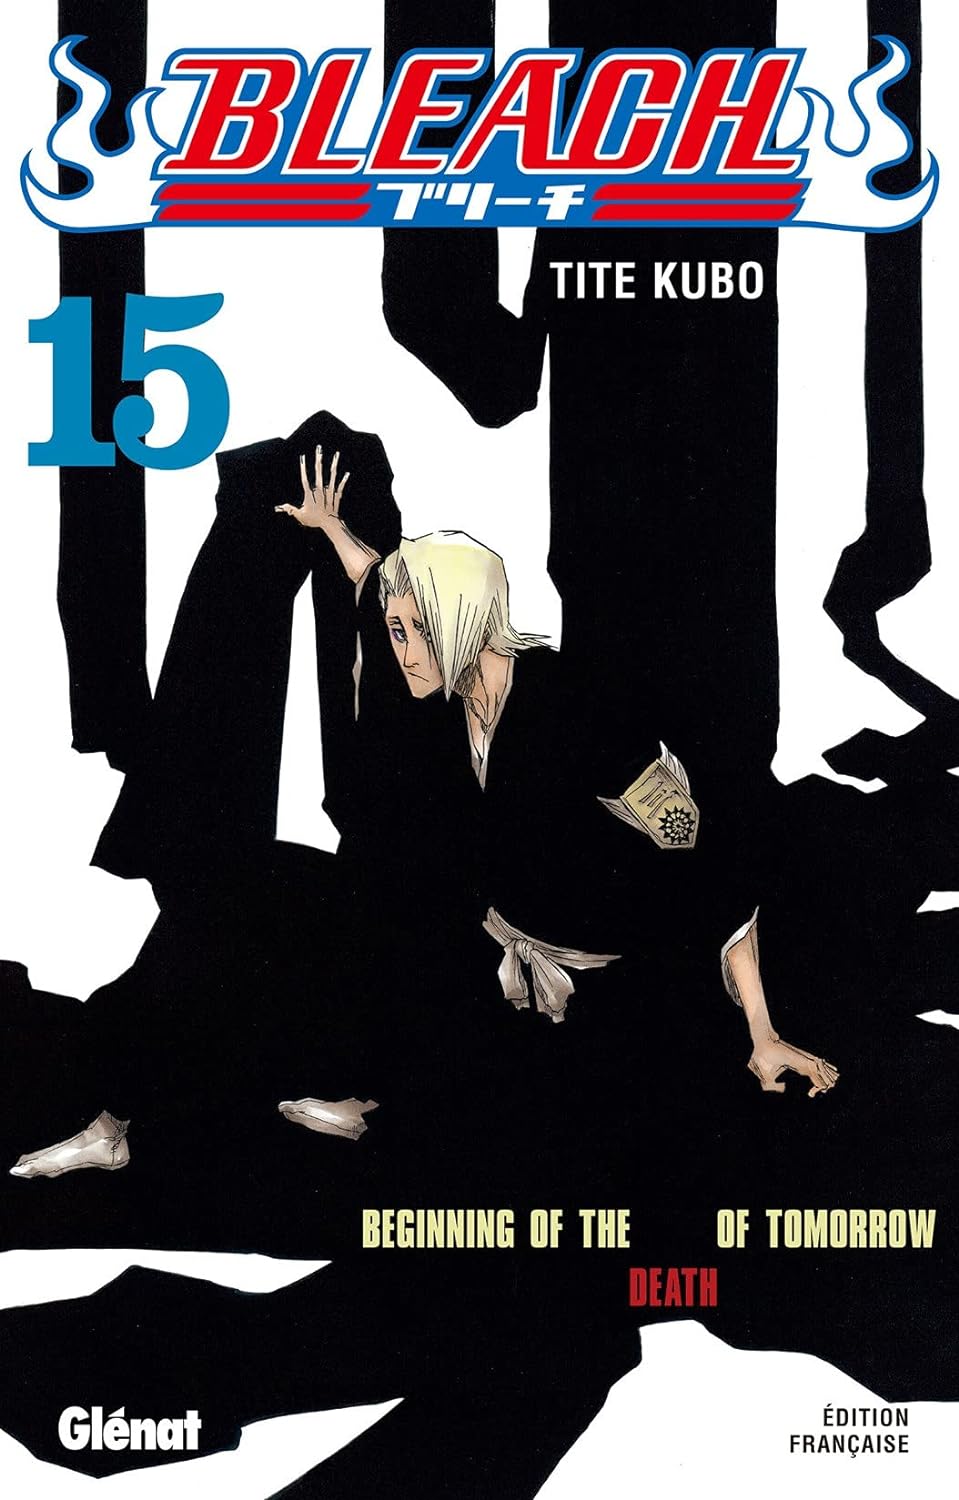 BLEACH
ブリーチ
TITE KUBO
15
BEGINNING OF THE OF TOMORROW
DEATH
Glénat
ÉDITION
FRANÇAISE